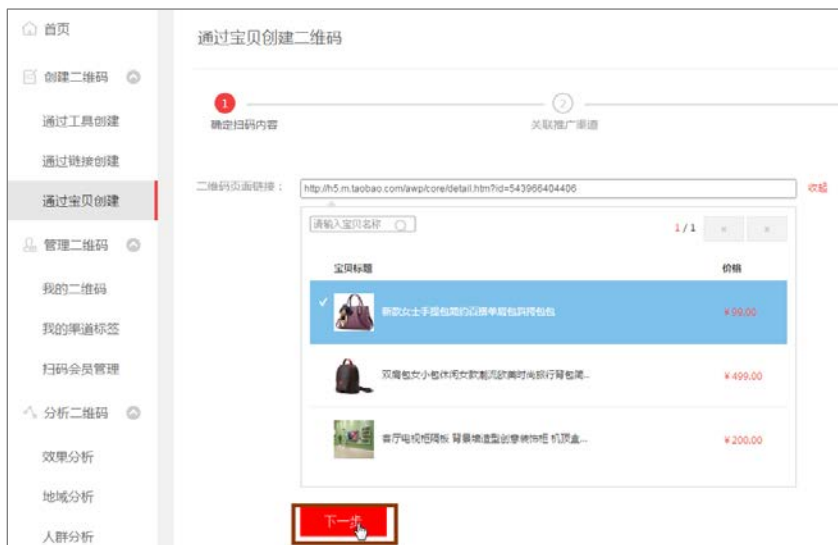 首页
创建二维码
通过工具创建
通过链接创建
通过宝贝创建
管理二维码
我的二维码
我的渠道标签
扫码会员管理
分析二维码
效果分析
地域分析
人群分析
通过宝贝创建二维码
1
2
确定扫码内容
关联推广渠道
二维码页面链接：
http://h5.m.taobao.com/awp/core/detail.htm?id=543966404406
收起
请输入宝贝名称
1/1
«
»
宝贝标题
价格
新款女士手提包简约百搭单肩包斜挎包包
¥99.00
双肩包女小包休闲女款潮流欧美时尚旅行背包简...
¥499.00
客厅电视柜隔板 背景墙造型创意装饰柜 机顶盒...
¥200.00
下一步